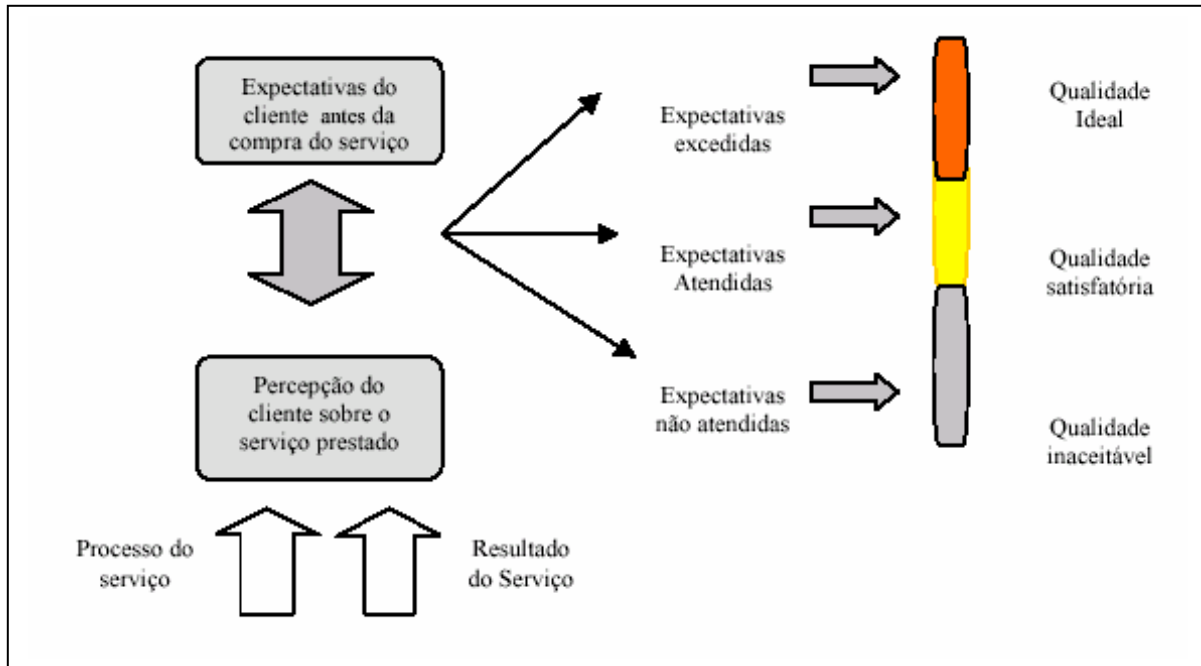 Expectativas do
cliente antes da
compra do serviço
Expectativas
excedidas
Qualidade
Ideal
Expectativas
Atendidas
Qualidade
satisfatória
Percepção do
cliente sobre o
serviço prestado
Expectativas
não atendidas
Qualidade
inaceitável
Processo do
serviço
Resultado
do Serviço